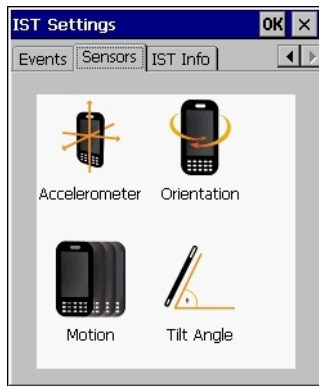 IST Settings OK
Events Sensors IST Info
Accelerometer Orientation
Motion Tilt Angle